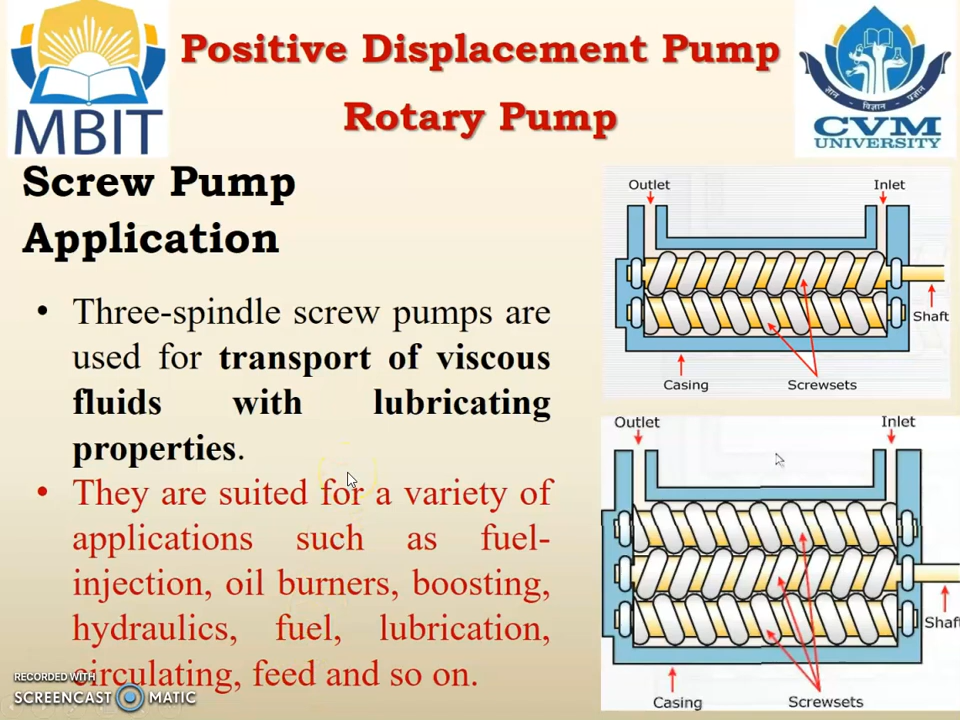 Positive Displacement Pump
Rotary Pump
MBIT
ज्ञान • विज्ञान • प्रज्ञान
CVM
UNIVERSITY
Screw Pump
Application
• Three-spindle screw pumps are
used for transport of viscous
fluids with lubricating
properties.
• They are suited for a variety of
applications such as fuel-
injection, oil burners, boosting,
hydraulics, fuel, lubrication,
circulating, feed and so on.
Outlet
Inlet
Shaft
Casing
Screwsets
Outlet
Inlet
Shaft
Casing
Screwsets
RECORDED WITH
SCREENCAST MATIC